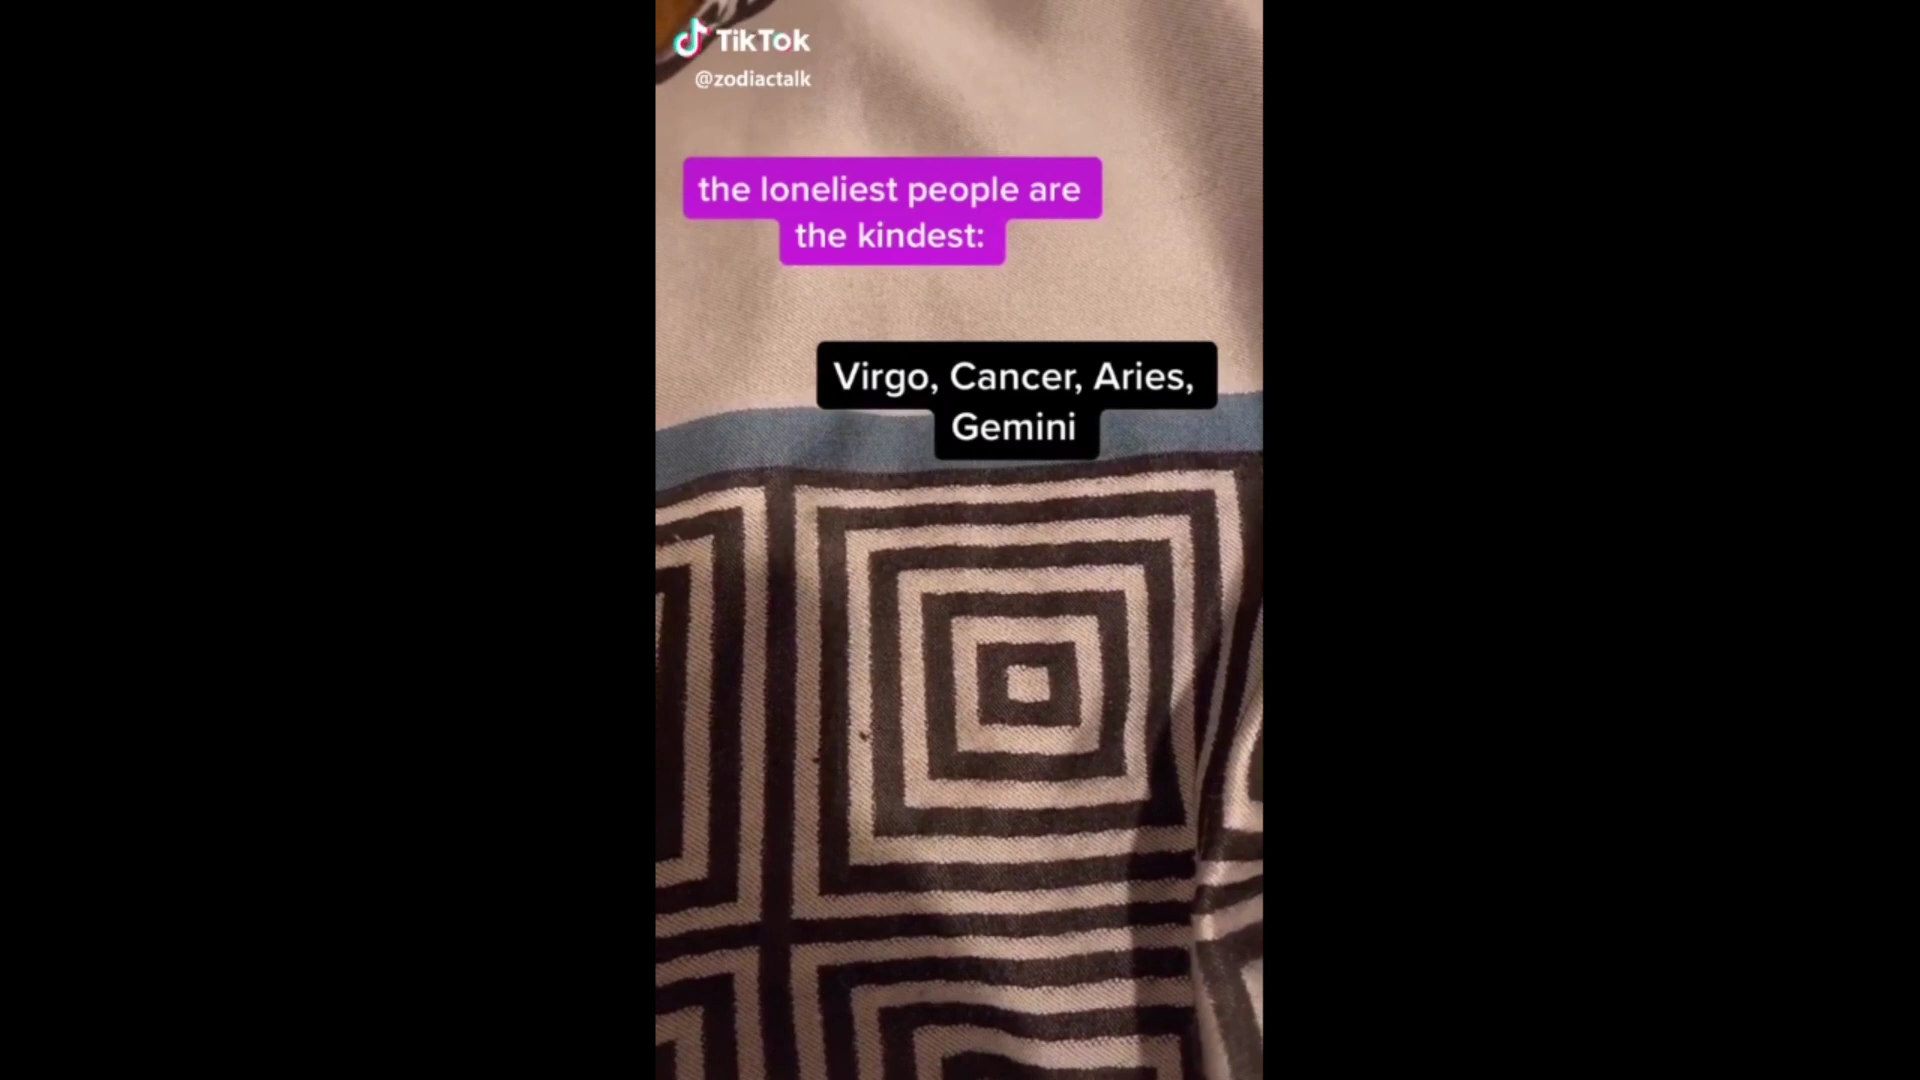 TikTok
@zodiactalk
the loneliest people are
the kindest:
Virgo, Cancer, Aries,
Gemini